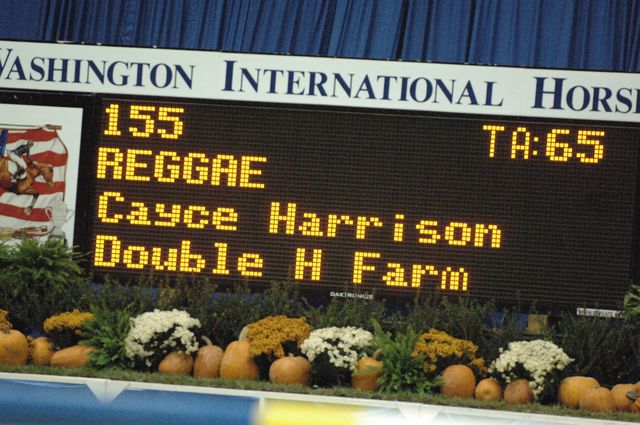 WASHINGTON INTERNATIONAL HORS
155 TA:65
REGGAE
Cayce Harrison
Double H Farm
DAKTRONICS